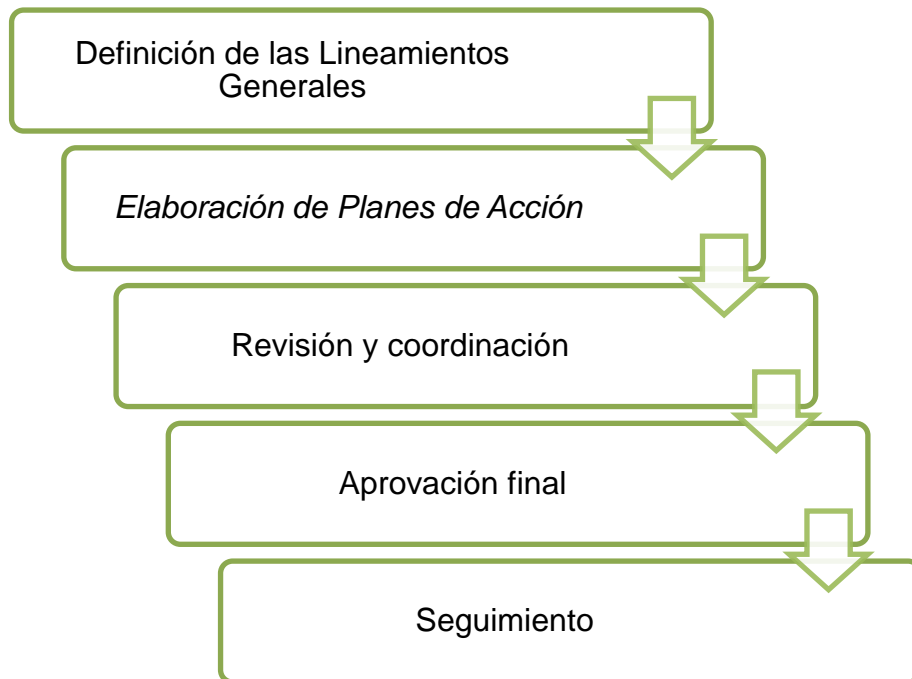 Definición de las Lineamientos
Generales
Elaboración de Planes de Acción
Revisión y coordinación
Aprovación final
Seguimiento